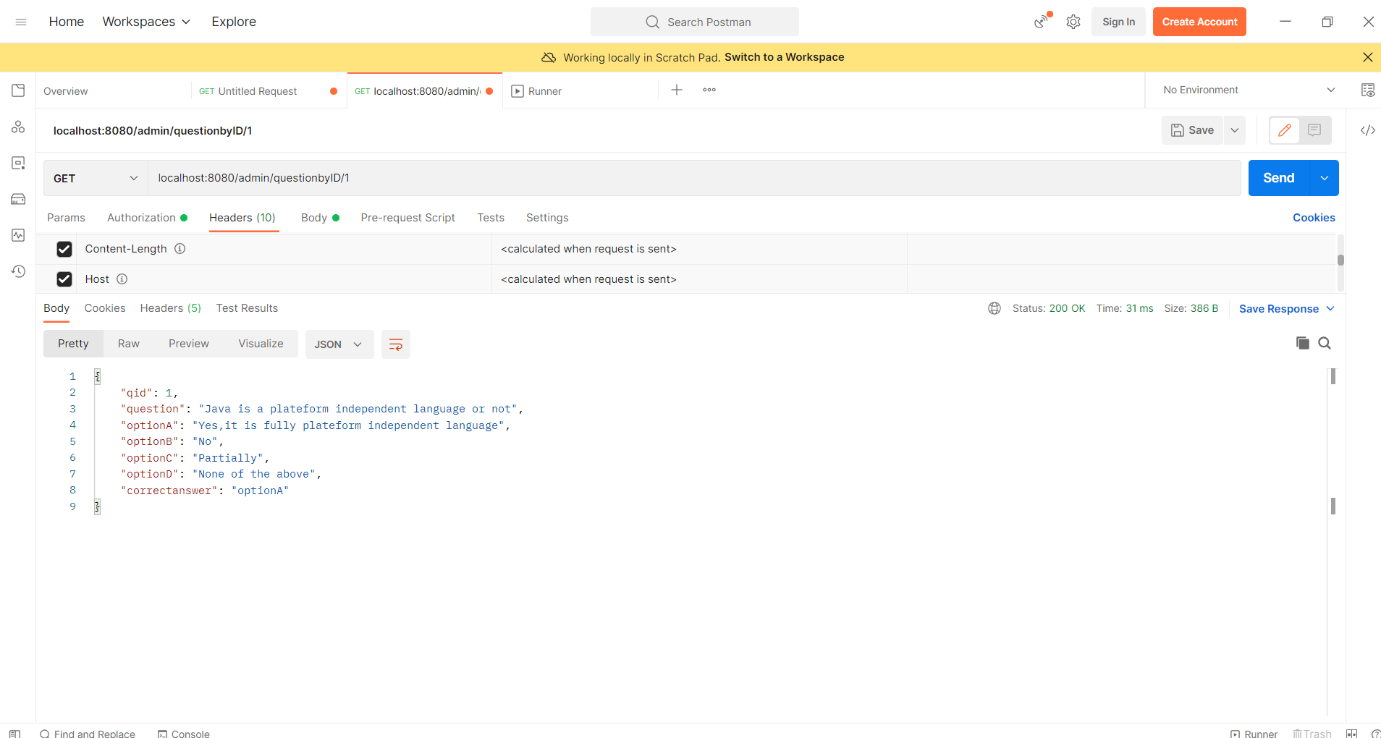 Home Workspaces Explore Search Postman Sign In Create Account
Working locally in Scratch Pad. Switch to a Workspace
Overview GET Untitled Request GET localhost:8080/admin/ Runner No Environment
localhost:8080/admin/questionbyID/1 Save
GET localhost:8080/admin/questionbyID/1 Send
Params Authorization Headers (10) Body Pre-request Script Tests Settings Cookies
Content-Length <calculated when request is sent>
Host <calculated when request is sent>
Body Cookies Headers (5) Test Results Status: 200 OK Time: 31 ms Size: 386 B Save Response
Pretty Raw Preview Visualize JSON
1 {
2 "qid": 1,
3 "question": "Java is a plateform independent language or not",
4 "optionA": "Yes,it is fully plateform independent language",
5 "optionB": "No",
6 "optionC": "Partially",
7 "optionD": "None of the above",
8 "correctanswer": "optionA"
9 }
Find and Replace Console Runner Trash